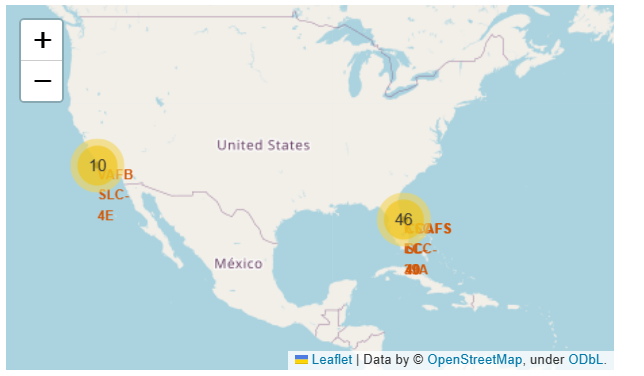 +
−
United States
10
VAFB
SLC-
4E
46
México
Leaflet | Data by © OpenStreetMap, under ODbL.